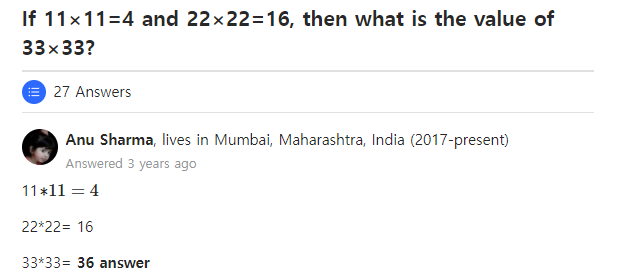 If 11×11=4 and 22×22=16, then what is the value of
33×33?
27 Answers
Anu Sharma, lives in Mumbai, Maharashtra, India (2017-present)
Answered 3 years ago
11*11 = 4
22*22= 16
33*33= 36 answer